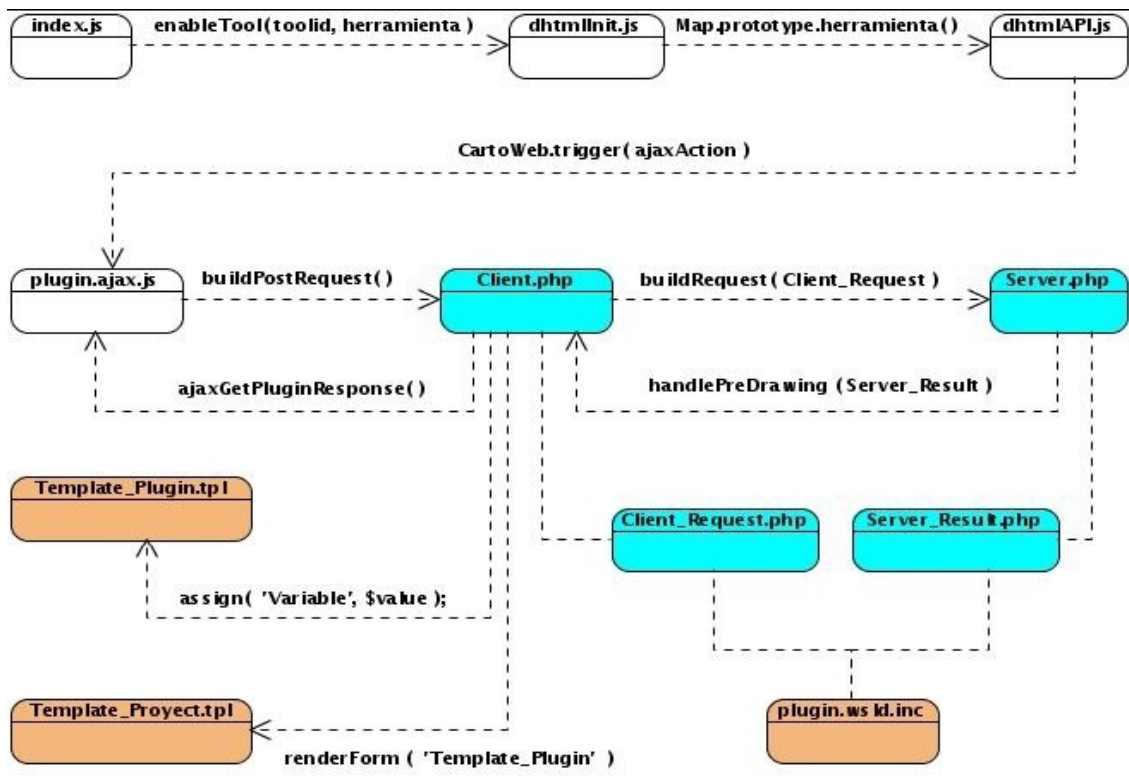 index.js
enableTool(toolid, herramienta )
dhtmlInit.js
Map.prototype.herramienta()
dhtmlAPI.js
CartoWeb.trigger( ajaxAction )
plugin.ajax.js
buildPostRequest()
Client.php
buildRequest( Client_Request )
Server.php
ajaxGetPluginResponse()
handlePreDrawing ( Server_Result )
Template_Plugin.tpl
Client_Request.php
Server_Result.php
assign( 'Variable', $value );
Template_Proyect.tpl
plugin.wsld.inc
renderForm ( 'Template_Plugin' )